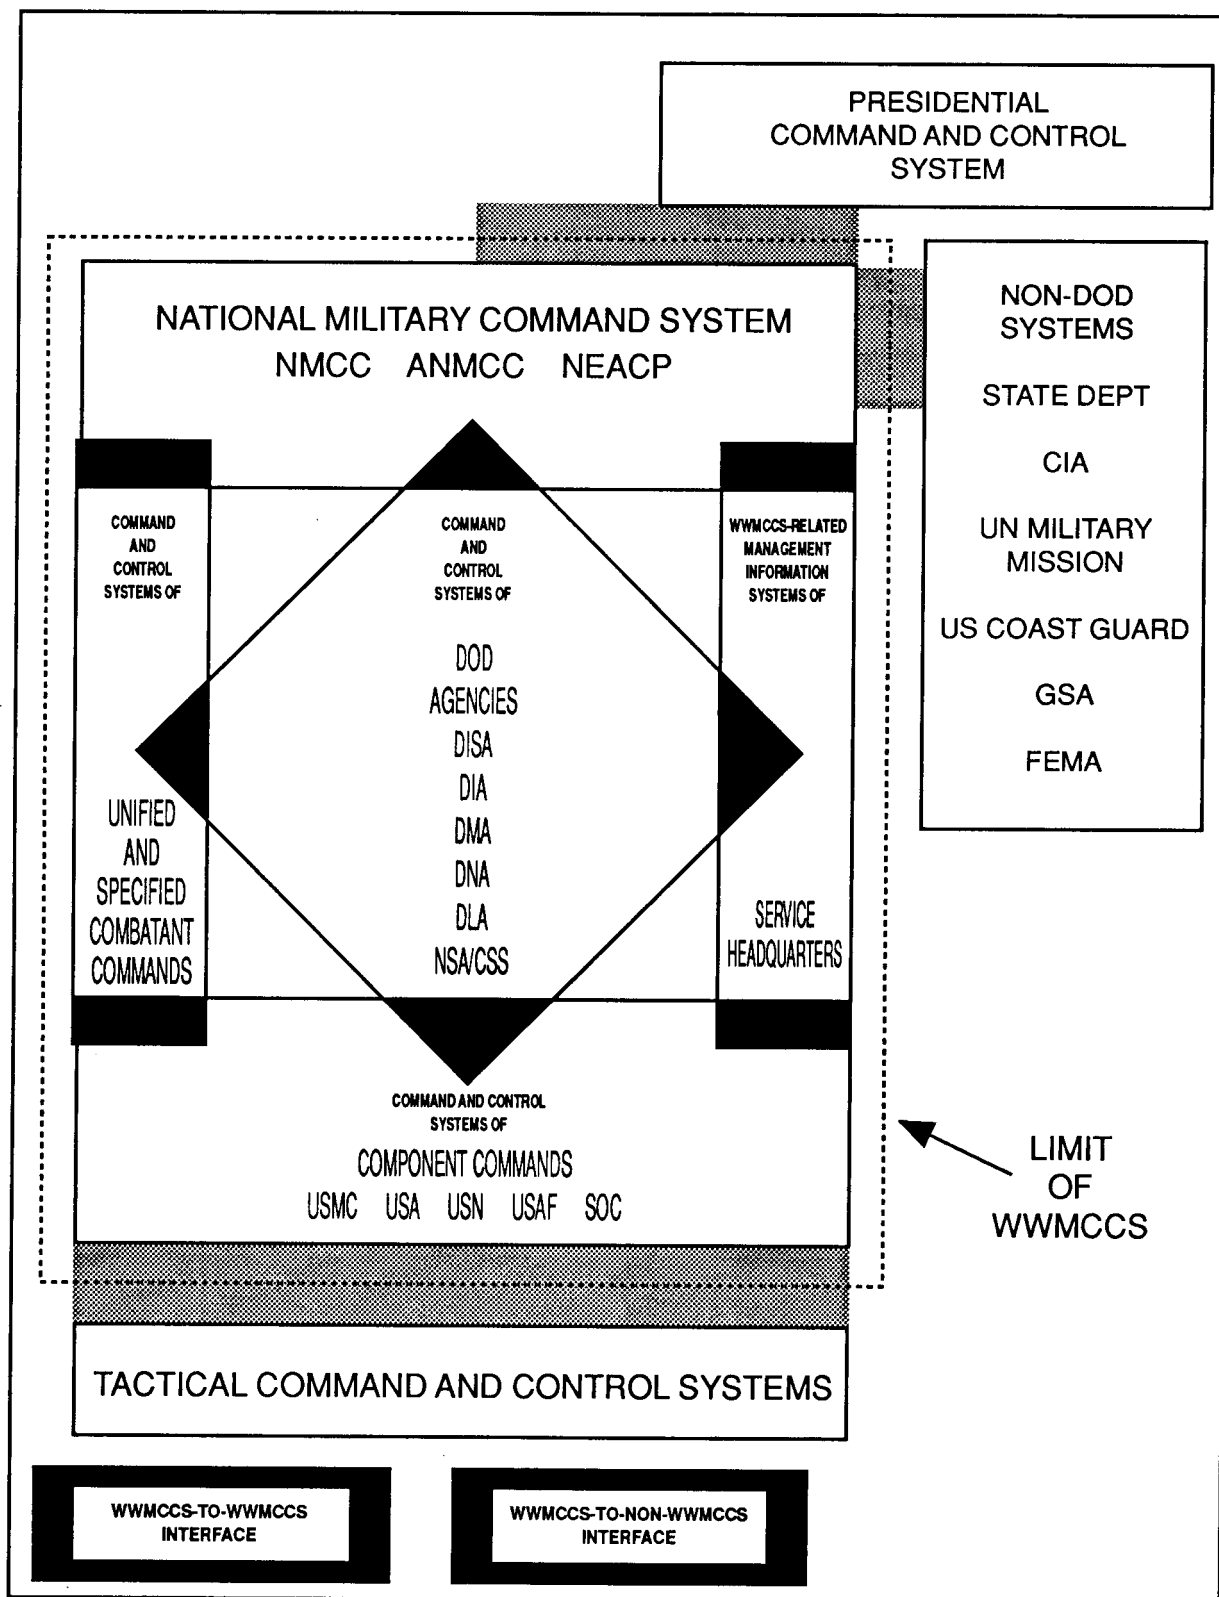 PRESIDENTIAL
COMMAND AND CONTROL
SYSTEM
NATIONAL MILITARY COMMAND SYSTEM
NMCC ANMCC NEACP
NON-DOD
SYSTEMS
STATE DEPT
CIA
UN MILITARY
MISSION
US COAST GUARD
GSA
FEMA
COMMAND
AND
CONTROL
SYSTEMS OF
UNIFIED
AND
SPECIFIED
COMBATANT
COMMANDS
COMMAND
AND
CONTROL
SYSTEMS OF
DOD
AGENCIES
DISA
DIA
DMA
DNA
DLA
NSA/CSS
WWMCCS-RELATED
MANAGEMENT
INFORMATION
SYSTEMS OF
SERVICE
HEADQUARTERS
COMMAND AND CONTROL
SYSTEMS OF
COMPONENT COMMANDS
USMC USA USN USAF SOC
LIMIT
OF
WWMCCS
TACTICAL COMMAND AND CONTROL SYSTEMS
WWMCCS-TO-WWMCCS
INTERFACE
WWMCCS-TO-NON-WWMCCS
INTERFACE